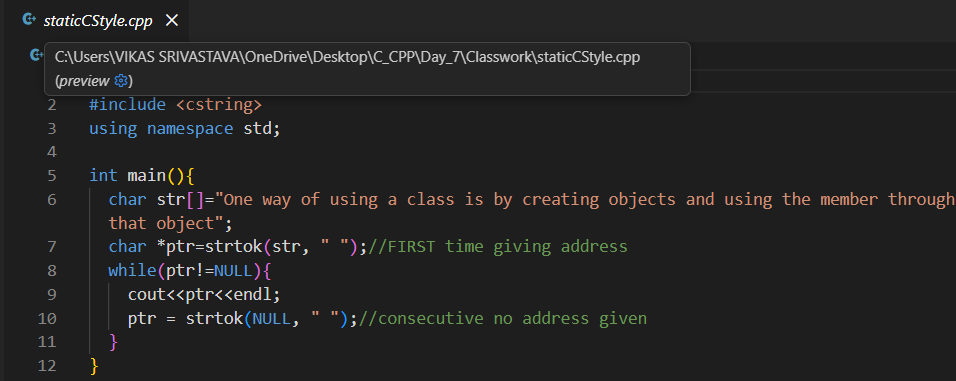 staticCStyle.cpp
C:\Users\VIKAS SRIVASTAVA\OneDrive\Desktop\C_CPP\Day_7\Classwork\staticCStyle.cpp
(preview)
2 #include <cstring>
3 using namespace std;
4
5 int main(){
6 char str[]="One way of using a class is by creating objects and using the member through
that object";
7 char *ptr=strtok(str, " ");//FIRST time giving address
8 while(ptr!=NULL){
9 cout<<ptr<<endl;
10 ptr = strtok(NULL, " ");//consecutive no address given
11 }
12 }